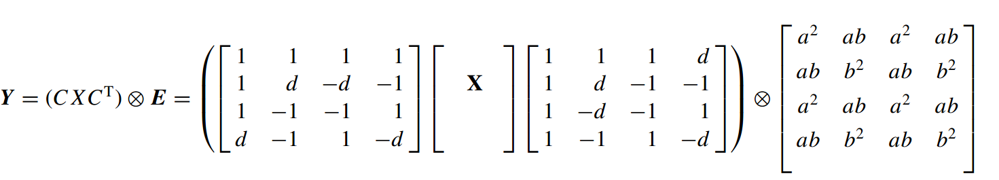 Y = (CXCᵀ) ⊗ E = ( [ 1 1 1 1 ; 1 d −d −1 ; 1 −1 −1 1 ; d −1 1 −d ] [ X ] [ 1 1 1 d ; 1 d −1 −1 ; 1 −d −1 1 ; 1 −1 1 −d ] ) ⊗ [ a² ab a² ab ; ab b² ab b² ; a² ab a² ab ; ab b² ab b² ]